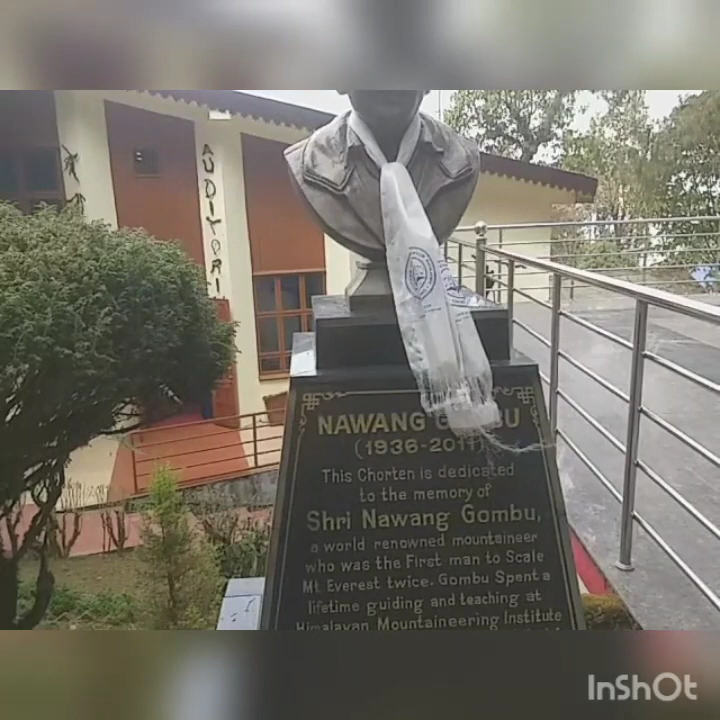 AUDITORI
NAWANG GOMBU
(1936-2011)
This Chorten is dedicated
to the memory of
Shri Nawang Gombu,
a world renowned mountineer
who was the First man to Scale
Mt. Everest twice. Gombu Spent a
lifetime guiding and teaching at
Himalayan Mountaineering Institute
InShOt